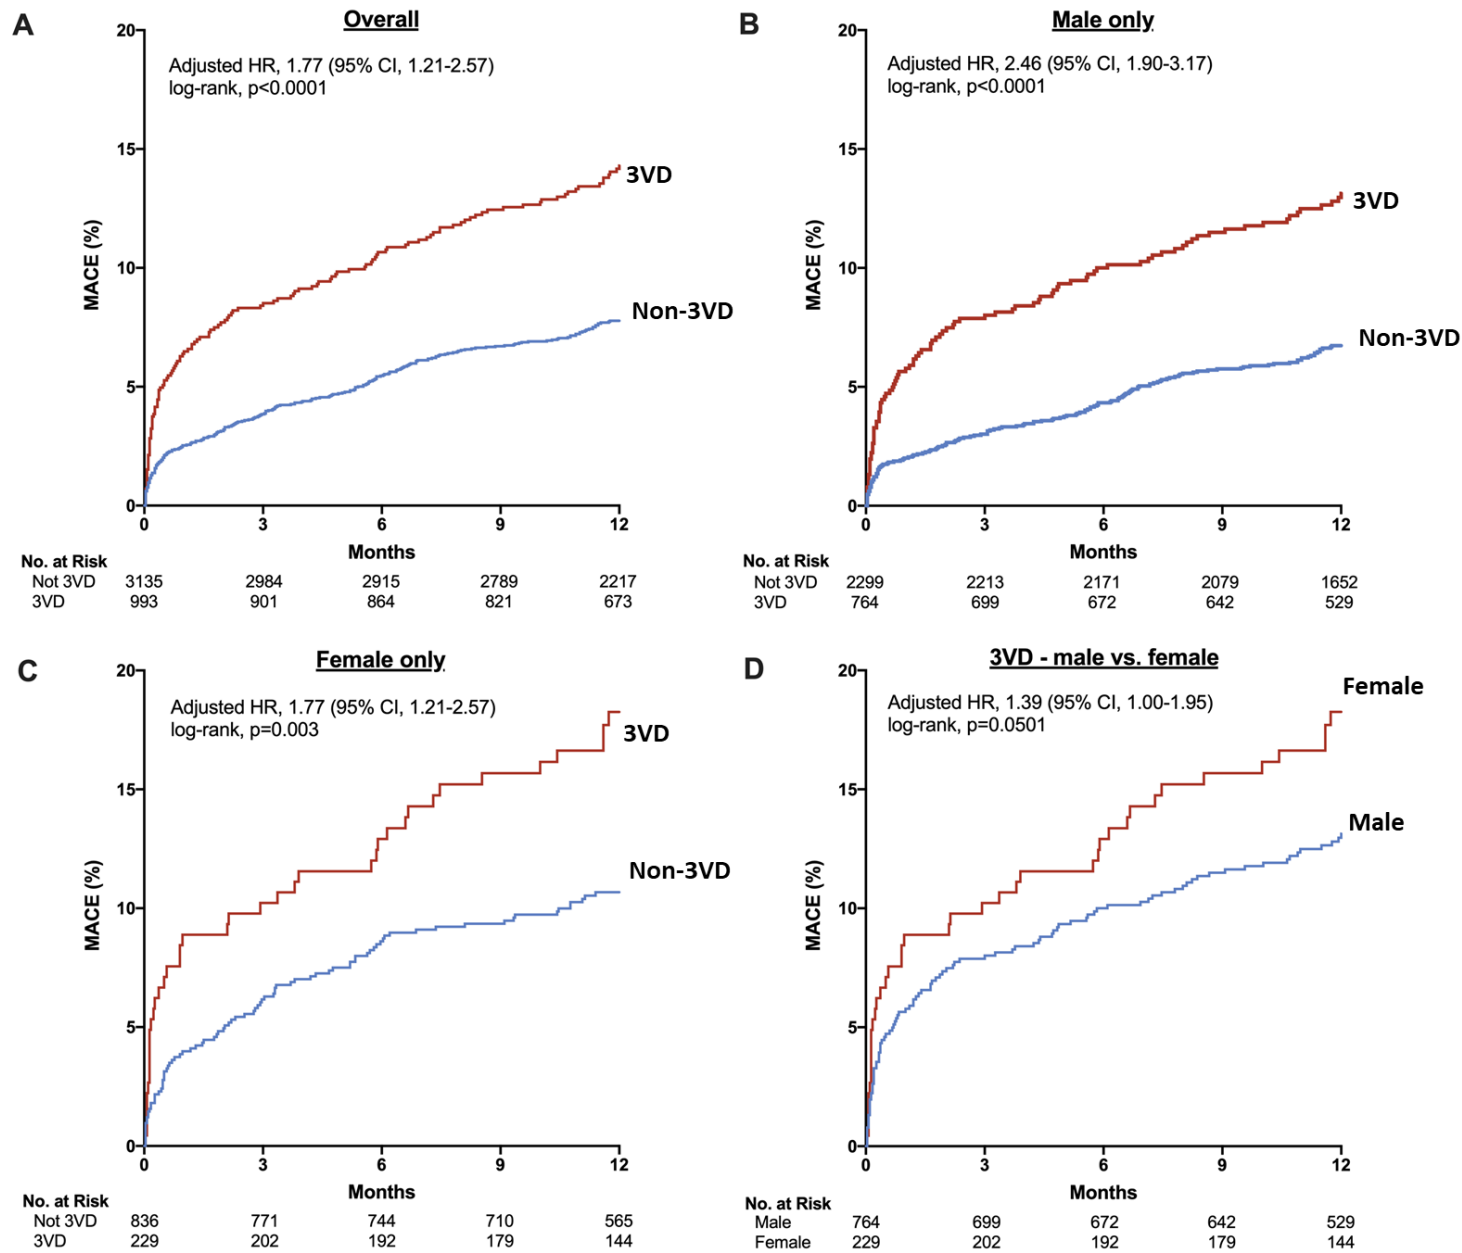 A
Overall
20
Adjusted HR, 1.77 (95% CI, 1.21-2.57)
log-rank, p<0.0001
15
3VD
MACE (%)
10
Non-3VD
5
0
0 3 6 9 12
Months
No. at Risk
Not 3VD 3135 2984 2915 2789 2217
3VD 993 901 864 821 673
B
Male only
20
Adjusted HR, 2.46 (95% CI, 1.90-3.17)
log-rank, p<0.0001
15
3VD
MACE (%)
10
Non-3VD
5
0
0 3 6 9 12
Months
No. at Risk
Not 3VD 2299 2213 2171 2079 1652
3VD 764 699 672 642 529
C
Female only
20
Adjusted HR, 1.77 (95% CI, 1.21-2.57)
log-rank, p=0.003
3VD
15
Non-3VD
MACE (%)
10
5
0
0 3 6 9 12
Months
No. at Risk
Not 3VD 836 771 744 710 565
3VD 229 202 192 179 144
D
3VD - male vs. female
20
Female
Adjusted HR, 1.39 (95% CI, 1.00-1.95)
log-rank, p=0.0501
15
Male
MACE (%)
10
5
0
0 3 6 9 12
Months
No. at Risk
Male 764 699 672 642 529
Female 229 202 192 179 144